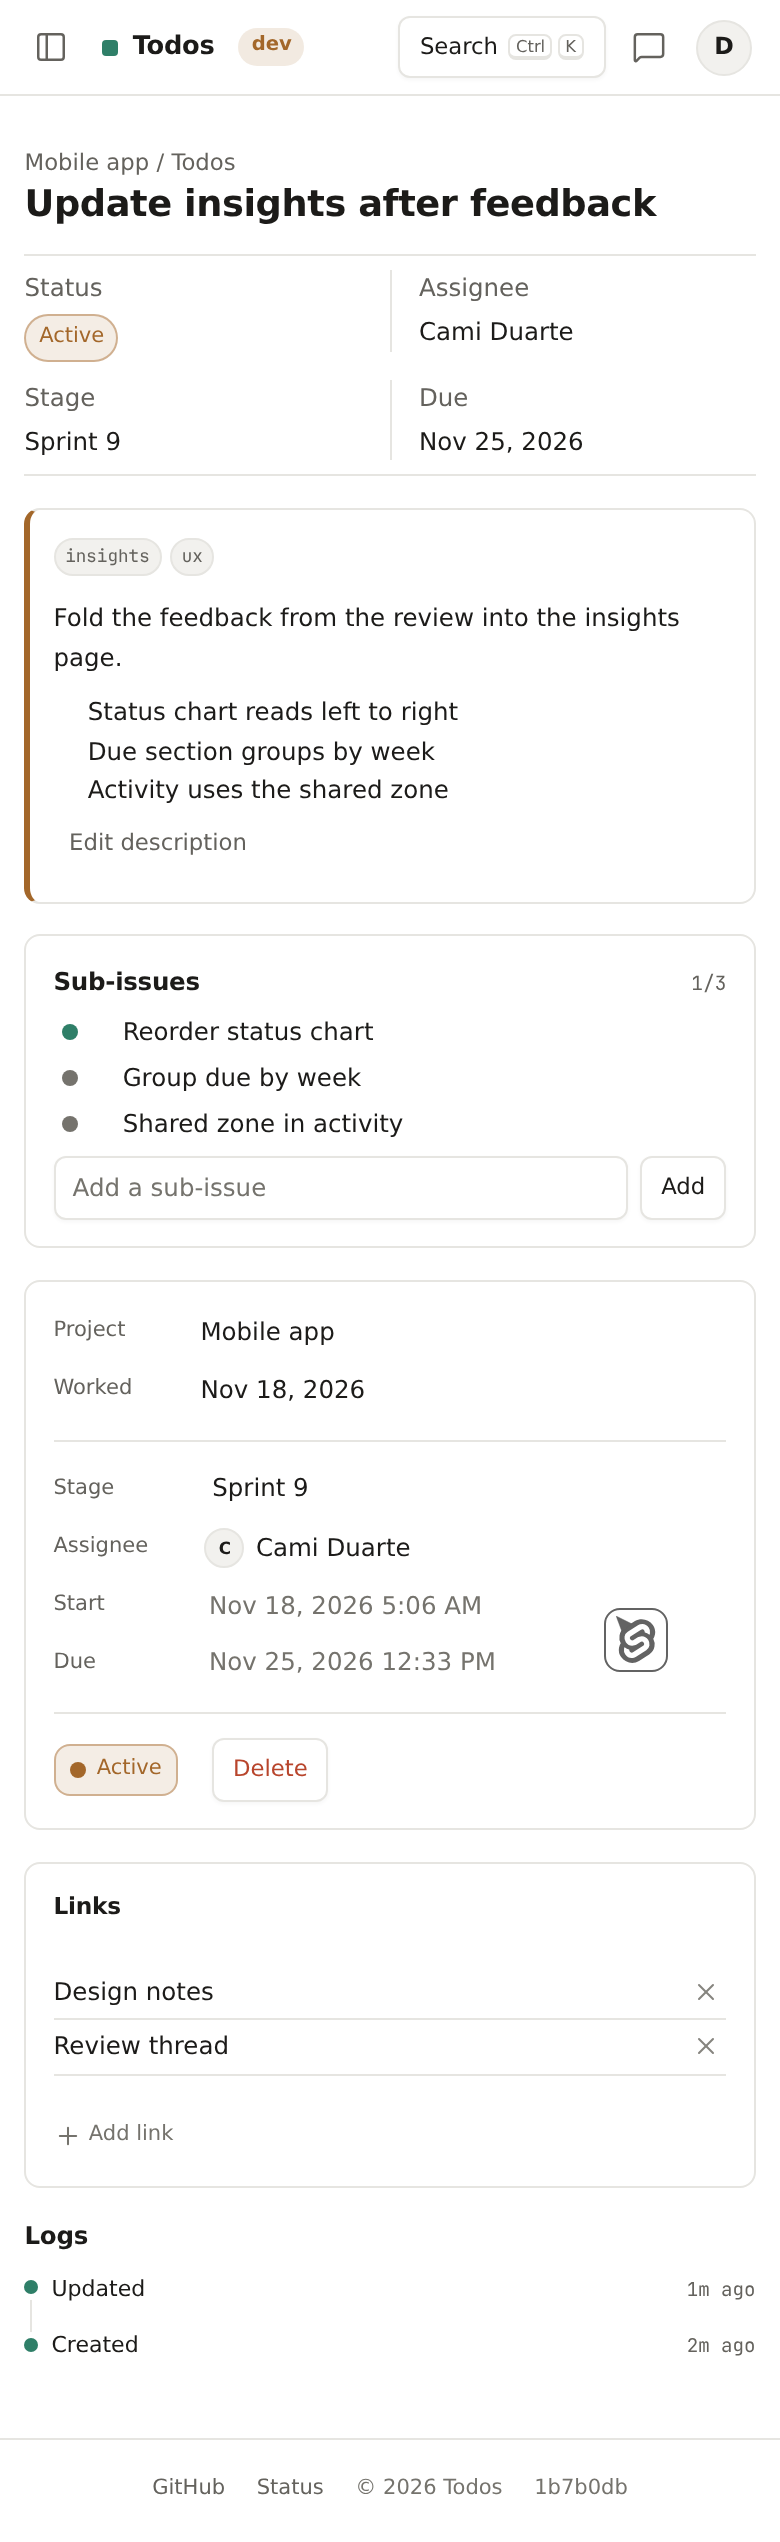 Todos dev Search Ctrl K D
Mobile app / Todos
Update insights after feedback
Status Assignee
Active Cami Duarte
Stage Due
Sprint 9 Nov 25, 2026
insights ux
Fold the feedback from the review into the insights
page.
Status chart reads left to right
Due section groups by week
Activity uses the shared zone
Edit description
Sub-issues 1/3
Reorder status chart
Group due by week
Shared zone in activity
Add a sub-issue Add
Project Mobile app
Worked Nov 18, 2026
Stage Sprint 9
Assignee C Cami Duarte
Start Nov 18, 2026 5:06 AM
Due Nov 25, 2026 12:33 PM
Active Delete
Links
Design notes
Review thread
Add link
Logs
Updated 1m ago
Created 2m ago
GitHub Status © 2026 Todos 1b7b0db